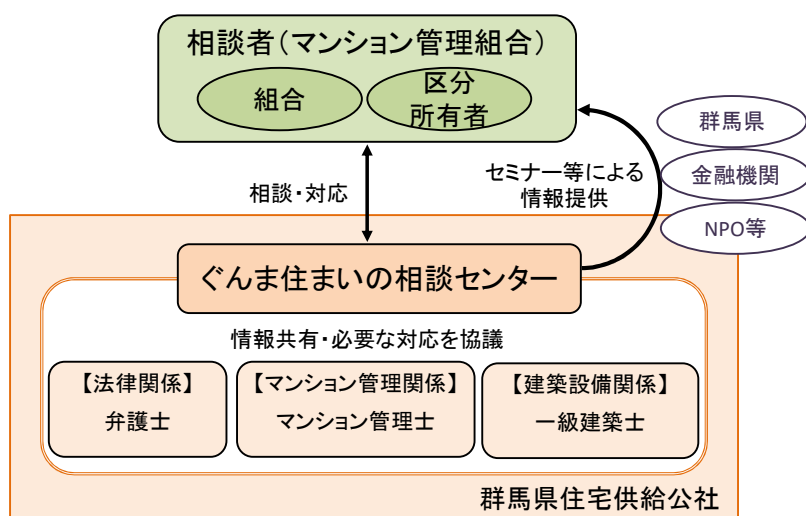 相談者（マンション管理組合）
組合
区分
所有者
群馬県
金融機関
NPO等
相談・対応
セミナー等による
情報提供
ぐんま住まいの相談センター
情報共有・必要な対応を協議
【法律関係】
弁護士
【マンション管理関係】
マンション管理士
【建築設備関係】
一級建築士
群馬県住宅供給公社